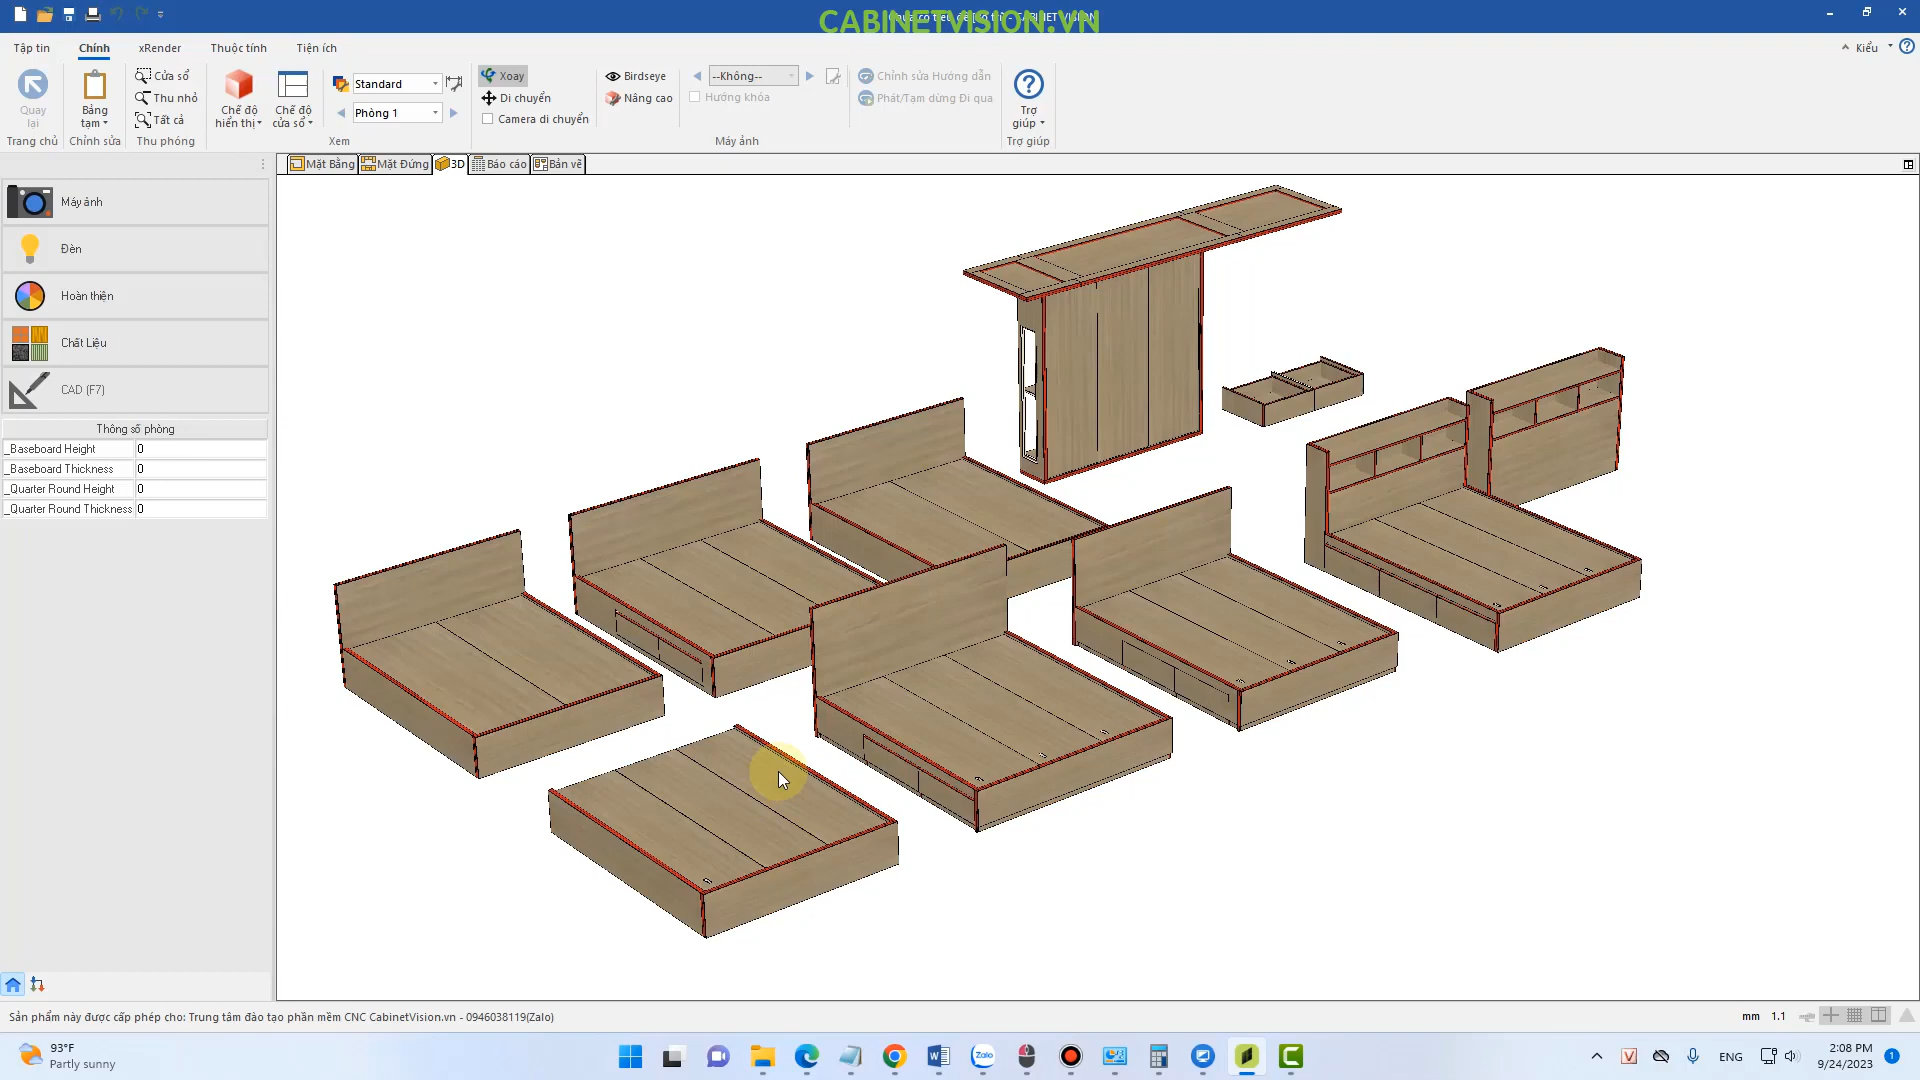 CABINETVISION.VN
Tập tin
Chính
xRender
Thuộc tính
Tiện ích
Kiểu
Quay lại
Trang chủ
Bảng tạm
Chỉnh sửa
Cửa sổ
Thu nhỏ
Tất cả
Thu phóng
Chế độ hiển thị
Chế độ cửa sổ
Standard
Phòng 1
Xem
Xoay
Di chuyển
Camera di chuyển
Birdseye
Nâng cao
--Không--
Hướng khóa
Chỉnh sửa Hướng dẫn
Phát/Tạm dừng Đi qua
Máy ảnh
Trợ giúp
Trợ giúp
Mặt Bằng
Mặt Đứng
3D
Báo cáo
Bản vẽ
Máy ảnh
Đèn
Hoàn thiện
Chất Liệu
CAD (F7)
Thông số phòng
_Baseboard Height 0
_Baseboard Thickness 0
_Quarter Round Height 0
_Quarter Round Thickness 0
Sản phẩm này được cấp phép cho: Trung tâm đào tạo phần mềm CNC CabinetVision.vn - 0946038119(Zalo)
mm 1.1
93°F
Partly sunny
Zalo
ENG
2:08 PM
9/24/2023
1